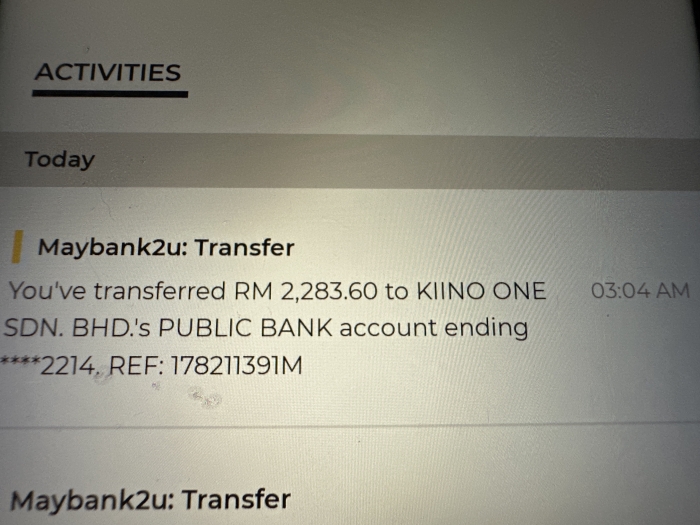 ACTIVITIES
Today
Maybank2u: Transfer
You've transferred RM 2,283.60 to KIINO ONE 03:04 AM
SDN. BHD.'s PUBLIC BANK account ending
****2214. REF: 178211391M
Maybank2u: Transfer